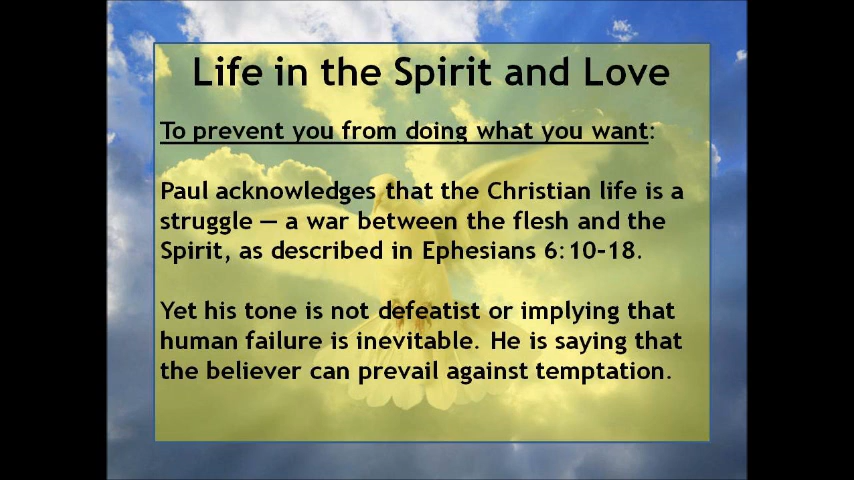 Life in the Spirit and Love
To prevent you from doing what you want:
Paul acknowledges that the Christian life is a
struggle — a war between the flesh and the
Spirit, as described in Ephesians 6:10–18.
Yet his tone is not defeatist or implying that
human failure is inevitable. He is saying that
the believer can prevail against temptation.